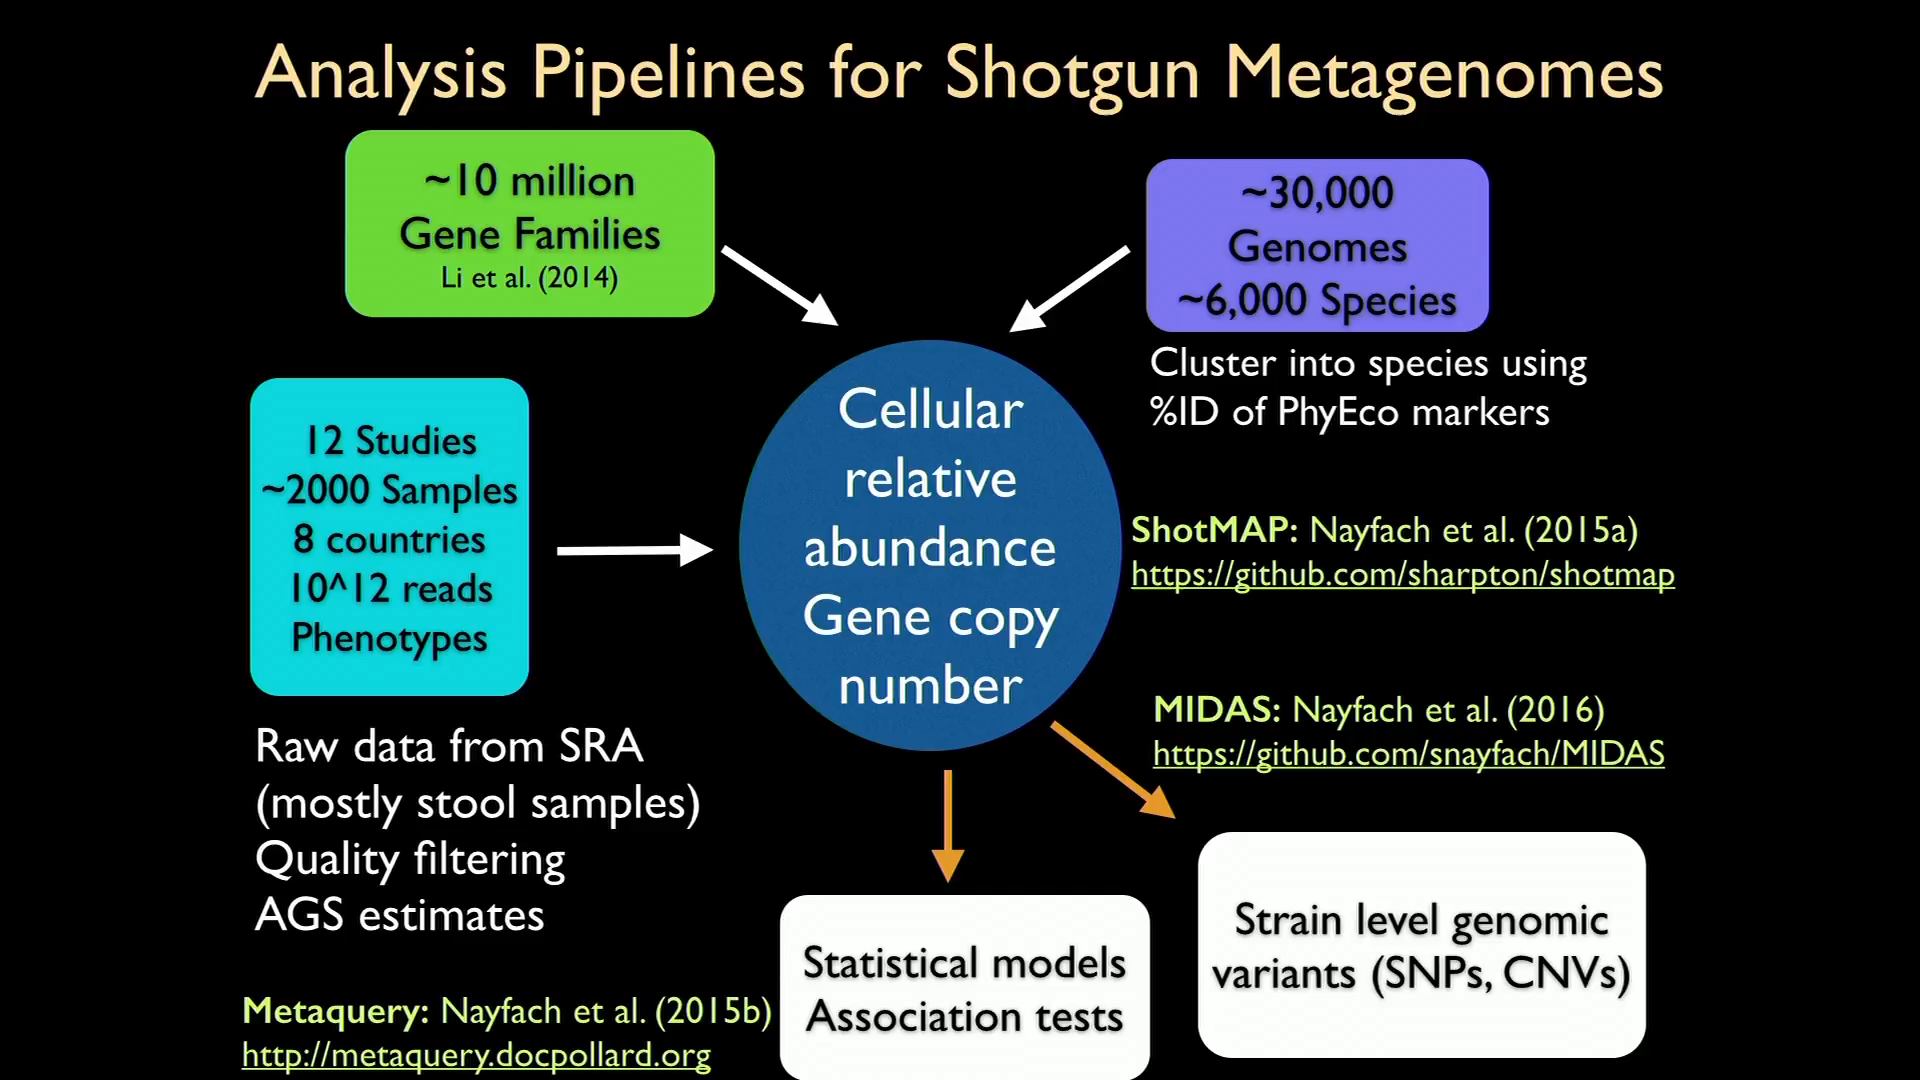 Analysis Pipelines for Shotgun Metagenomes
~10 million
Gene Families
Li et al. (2014)
~30,000
Genomes
~6,000 Species
Cluster into species using
%ID of PhyEco markers
12 Studies
~2000 Samples
8 countries
10^12 reads
Phenotypes
Cellular
relative
abundance
Gene copy
number
ShotMAP: Nayfach et al. (2015a)
https://github.com/sharpton/shotmap
MIDAS: Nayfach et al. (2016)
https://github.com/snayfach/MIDAS
Raw data from SRA
(mostly stool samples)
Quality filtering
AGS estimates
Strain level genomic
variants (SNPs, CNVs)
Statistical models
Association tests
Metaquery: Nayfach et al. (2015b)
http://metaquery.docpollard.org